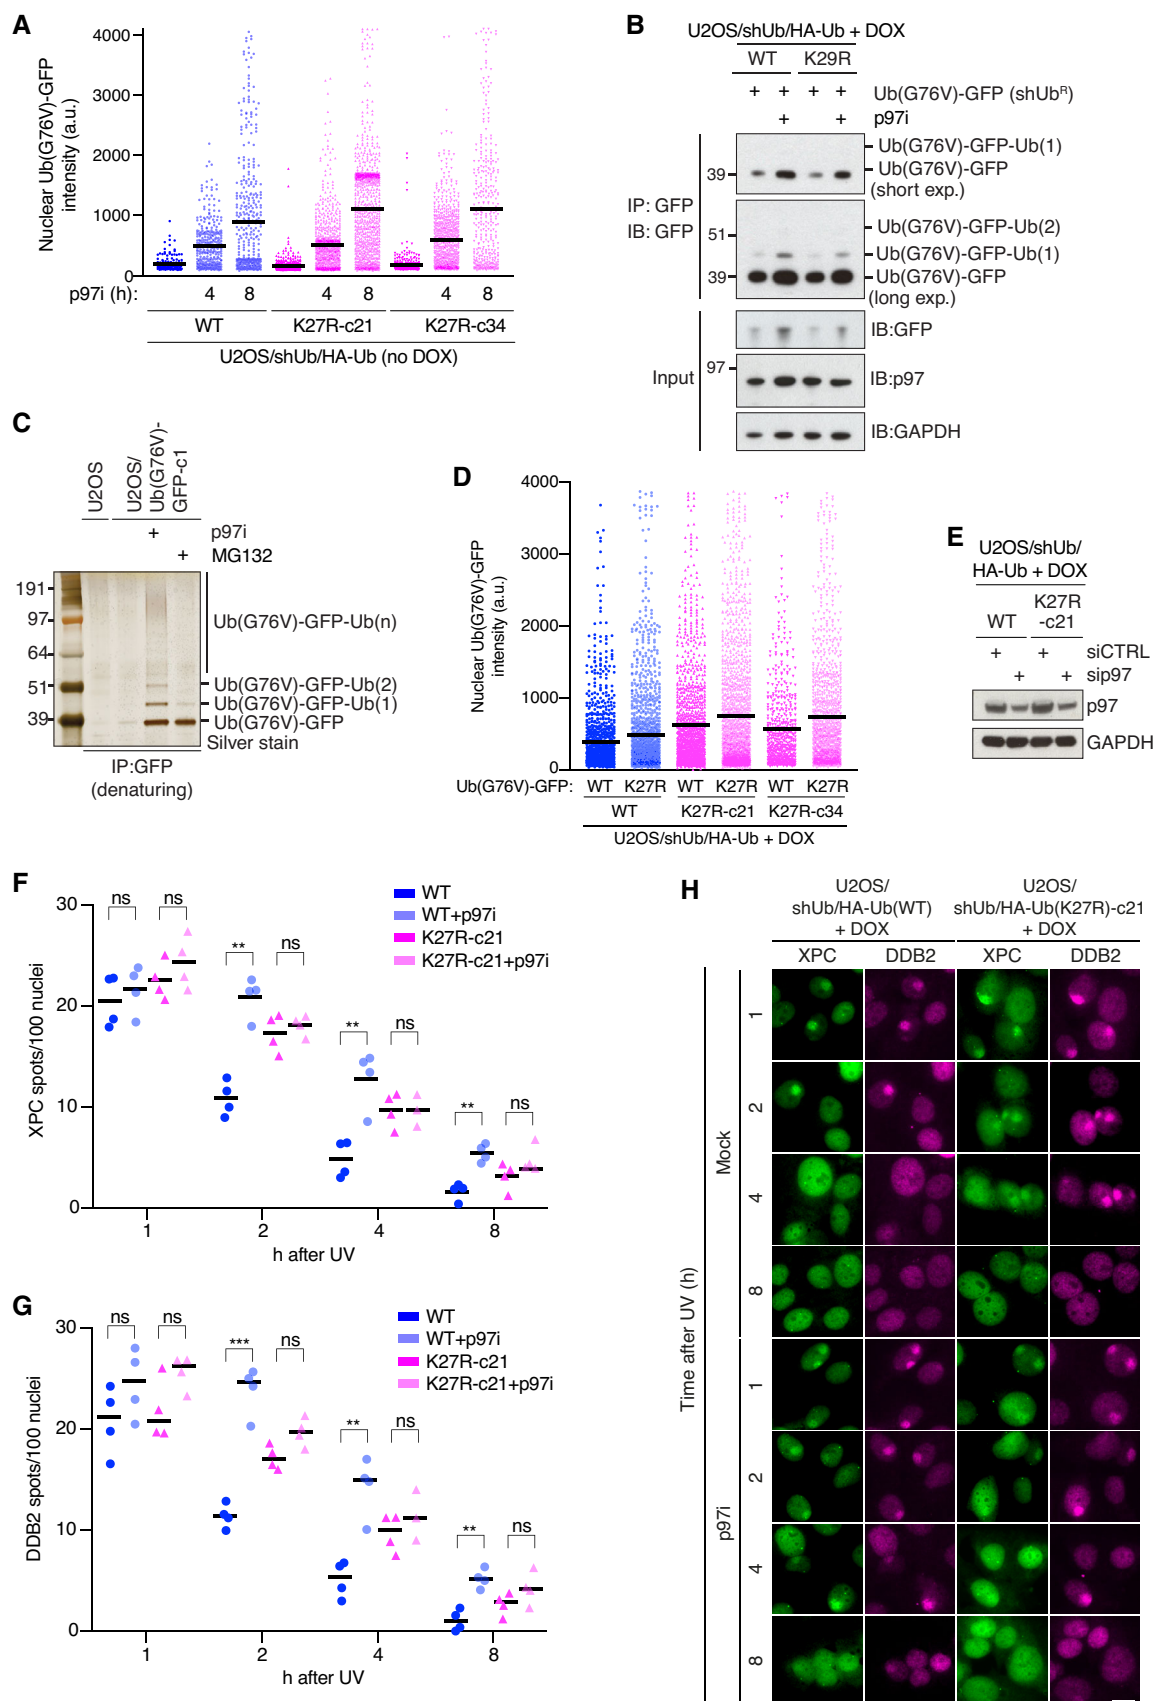 A
Nuclear Ub(G76V)-GFP
intensity (a.u.)
4000
3000
2000
1000
0
p97i (h): 4 8 4 8 4 8
WT K27R-c21 K27R-c34
U2OS/shUb/HA-Ub (no DOX)
B
U2OS/shUb/HA-Ub + DOX
WT K29R
+ + + + Ub(G76V)-GFP (shUbᴿ)
+ + p97i
IP: GFP
IB: GFP
39
Ub(G76V)-GFP-Ub(1)
Ub(G76V)-GFP
(short exp.)
51
39
Ub(G76V)-GFP-Ub(2)
Ub(G76V)-GFP-Ub(1)
Ub(G76V)-GFP
(long exp.)
Input
97
IB:GFP
IB:p97
IB:GAPDH
C
U2OS
U2OS/
Ub(G76V)-
GFP-c1
+ p97i
+ MG132
191
97
64
51
39
Ub(G76V)-GFP-Ub(n)
Ub(G76V)-GFP-Ub(2)
Ub(G76V)-GFP-Ub(1)
Ub(G76V)-GFP
Silver stain
IP:GFP
(denaturing)
D
Nuclear Ub(G76V)-GFP
intensity (a.u.)
4000
3000
2000
1000
0
Ub(G76V)-GFP: WT K27R WT K27R WT K27R
WT K27R-c21 K27R-c34
U2OS/shUb/HA-Ub + DOX
E
U2OS/shUb/
HA-Ub + DOX
WT K27R
-c21
+ + siCTRL
+ + sip97
p97
GAPDH
F
XPC spots/100 nuclei
30
20
10
0
ns ns
** ns
** ns
** ns
WT
WT+p97i
K27R-c21
K27R-c21+p97i
1 2 4 8
h after UV
G
DDB2 spots/100 nuclei
30
20
10
0
ns ns
*** ns
** ns
** ns
WT
WT+p97i
K27R-c21
K27R-c21+p97i
1 2 4 8
h after UV
H
U2OS/
shUb/HA-Ub(WT)
+ DOX
U2OS/
shUb/HA-Ub(K27R)-c21
+ DOX
XPC DDB2 XPC DDB2
Time after UV (h)
Mock
1
2
4
8
p97i
1
2
4
8